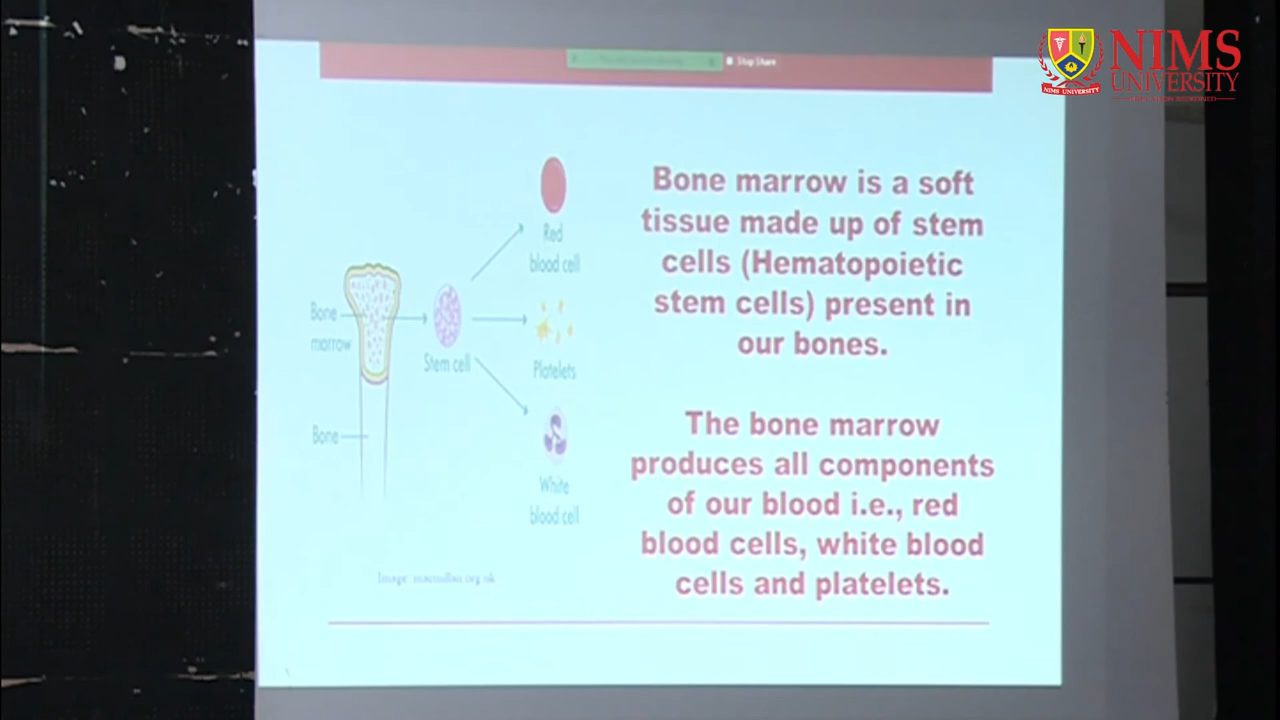 Stop Share
NIMS
UNIVERSITY
NIMS UNIVERSITY
Bone marrow is a soft
tissue made up of stem
cells (Hematopoietic
stem cells) present in
our bones.
The bone marrow
produces all components
of our blood i.e., red
blood cells, white blood
cells and platelets.
Red
blood cell
Bone
marrow
Stem cell
Platelets
Bone
White
blood cell
Image: macmillan.org.uk